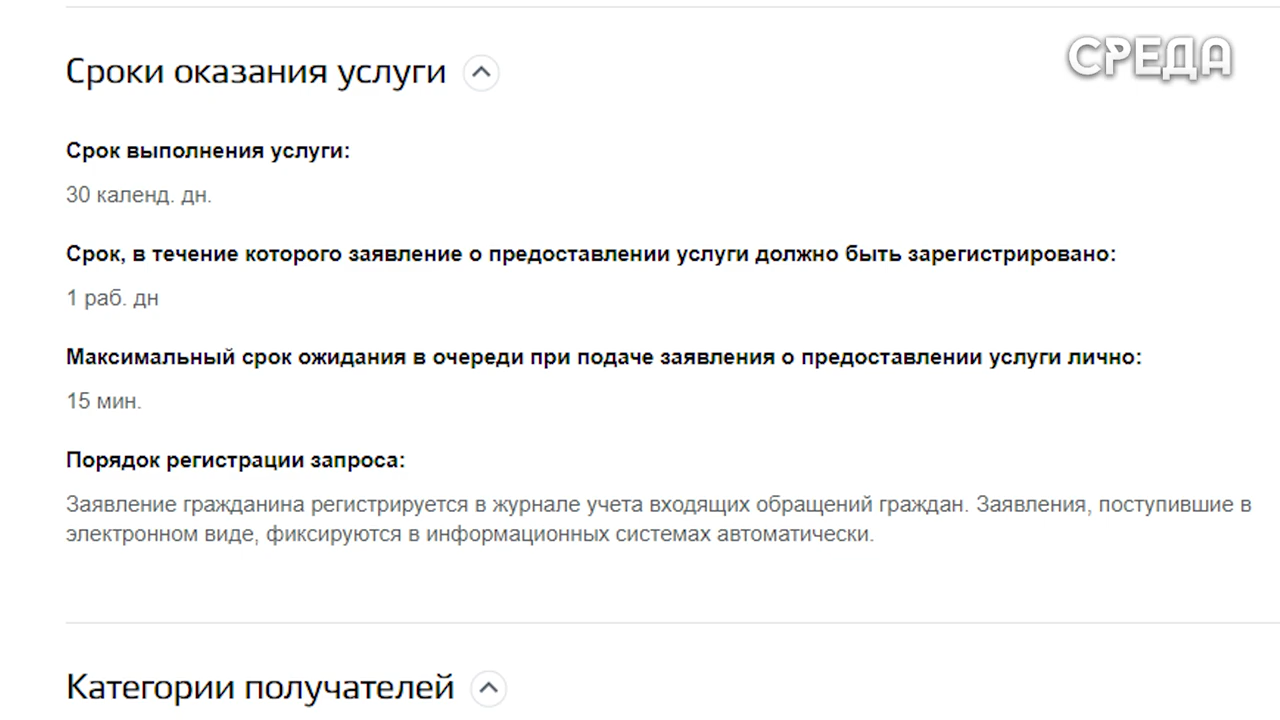 СРЕДА
Сроки оказания услуги
Срок выполнения услуги:
30 календ. дн.
Срок, в течение которого заявление о предоставлении услуги должно быть зарегистрировано:
1 раб. дн
Максимальный срок ожидания в очереди при подаче заявления о предоставлении услуги лично:
15 мин.
Порядок регистрации запроса:
Заявление гражданина регистрируется в журнале учета входящих обращений граждан. Заявления, поступившие в
электронном виде, фиксируются в информационных системах автоматически.
Категории получателей